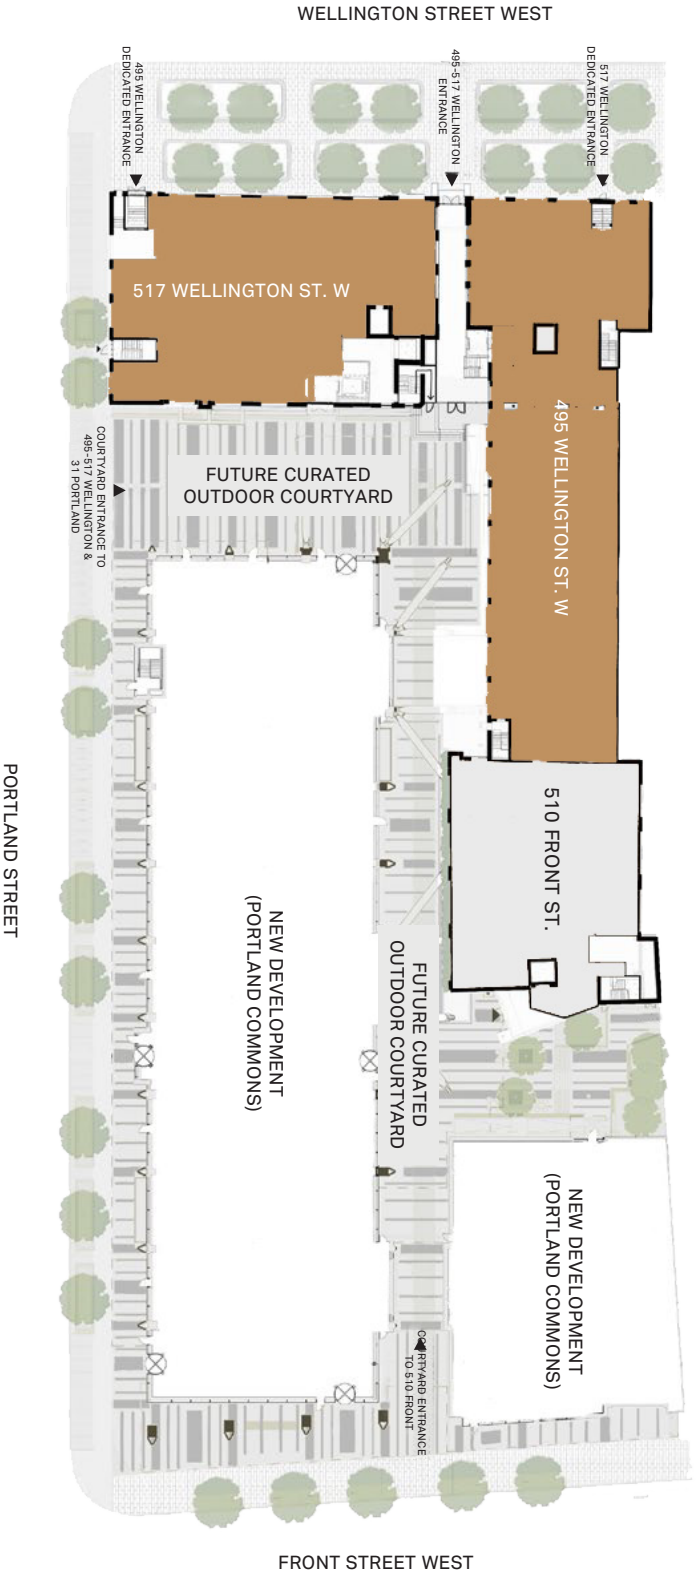 WELLINGTON STREET WEST
495 WELLINGTON
DEDICATED ENTRANCE
495-517 WELLINGTON
ENTRANCE
517 WELLINGTON
DEDICATED ENTRANCE
517 WELLINGTON ST. W
495 WELLINGTON ST. W
COURTYARD ENTRANCE TO
495-517 WELLINGTON &
31 PORTLAND
FUTURE CURATED
OUTDOOR COURTYARD
PORTLAND STREET
510 FRONT ST.
NEW DEVELOPMENT
(PORTLAND COMMONS)
FUTURE CURATED
OUTDOOR COURTYARD
NEW DEVELOPMENT
(PORTLAND COMMONS)
COURTYARD ENTRANCE
TO 510 FRONT
FRONT STREET WEST